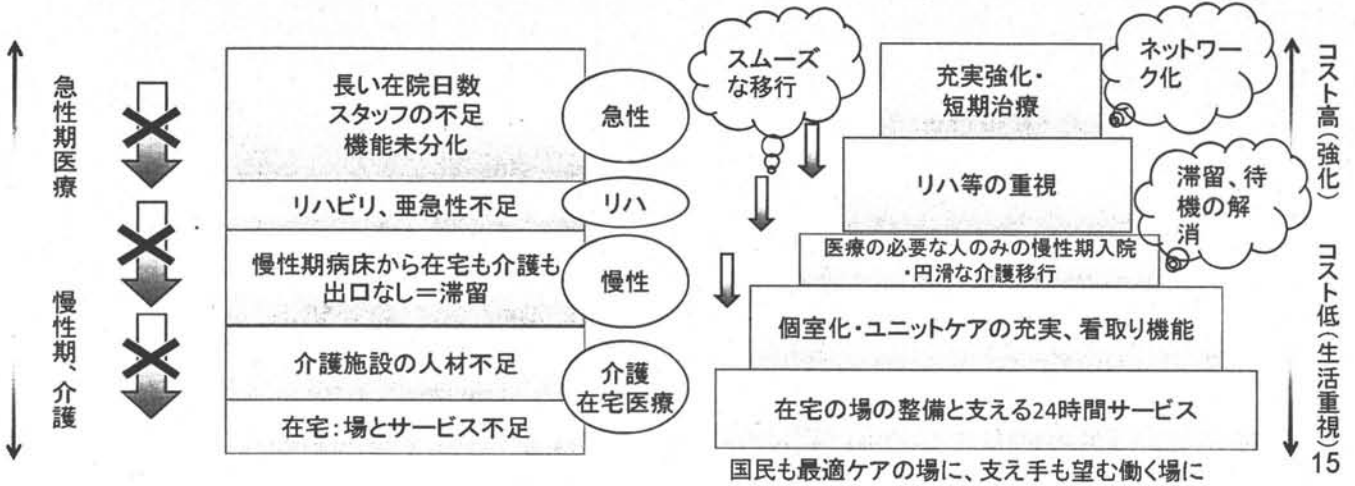 急性期医療
慢性期、介護
長い在院日数
スタッフの不足
機能未分化
リハビリ、亜急性不足
慢性期病床から在宅も介護も
出口なし＝滞留
介護施設の人材不足
在宅：場とサービス不足
急性
リハ
慢性
介護
在宅医療
スムーズ
な移行
充実強化・
短期治療
ネットワー
ク化
リハ等の重視
滞留、待
機の解
消
医療の必要な人のみの慢性期入院
・円滑な介護移行
個室化・ユニットケアの充実、看取り機能
在宅の場の整備と支える24時間サービス
国民も最適ケアの場に、支え手も望む働く場に
コスト高（強化）
コスト低（生活重視）
15